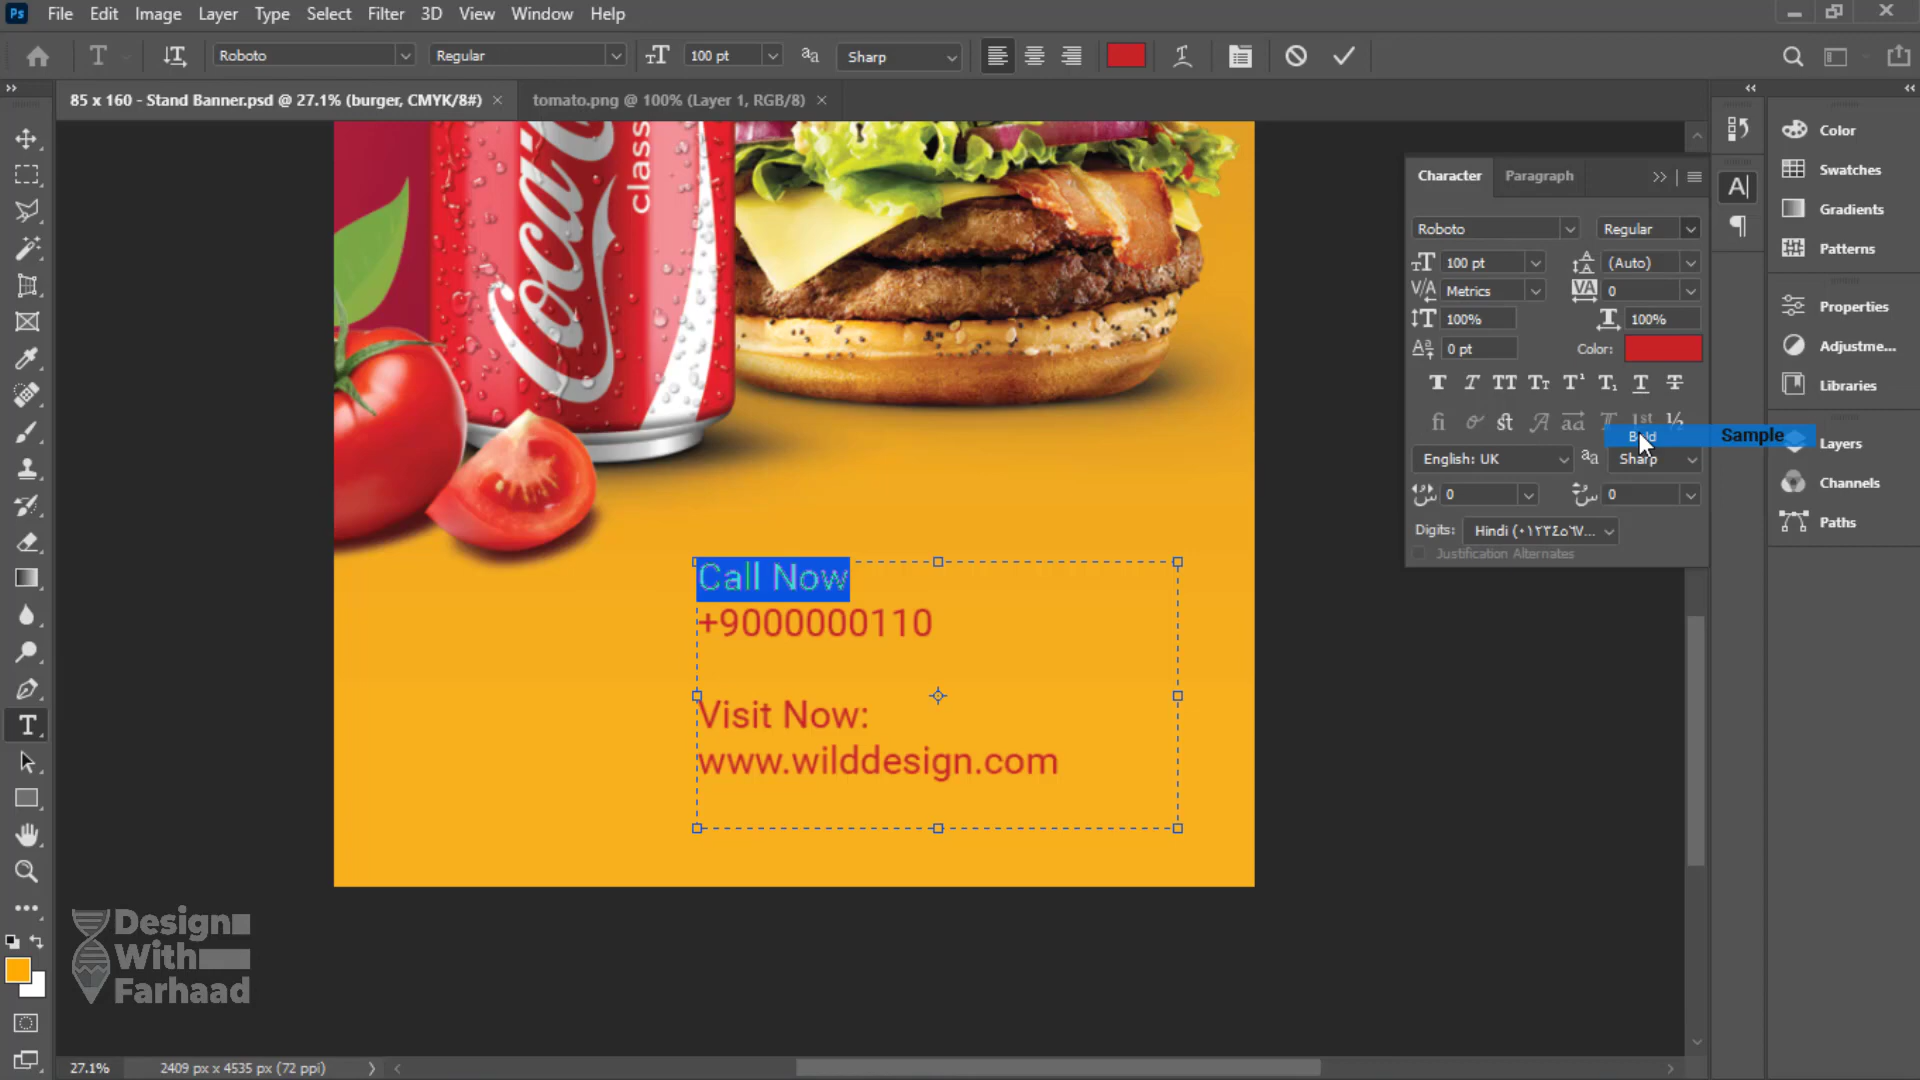 Ps File Edit Image Layer Type Select Filter 3D View Window Help
Roboto Regular 100 pt Sharp
85 x 160 - Stand Banner.psd @ 27.1% (burger, CMYK/8#) × tomato.png @ 100% (Layer 1, RGB/8) ×
Coca
classic
Character Paragraph
Roboto Regular
100 pt (Auto)
Metrics 0
100% 100%
0 pt Color:
Bold Sample
English: UK Sharp
0 0
Digits: Hindi (٠١٢٣٤٥٦٧...
Justification Alternates
Color
Swatches
Gradients
Patterns
Properties
Adjustme...
Libraries
Layers
Channels
Paths
Call Now
+9000000110
Visit Now:
www.wilddesign.com
Design
With
Farhaad
27.1% 2409 px x 4535 px (72 ppi)